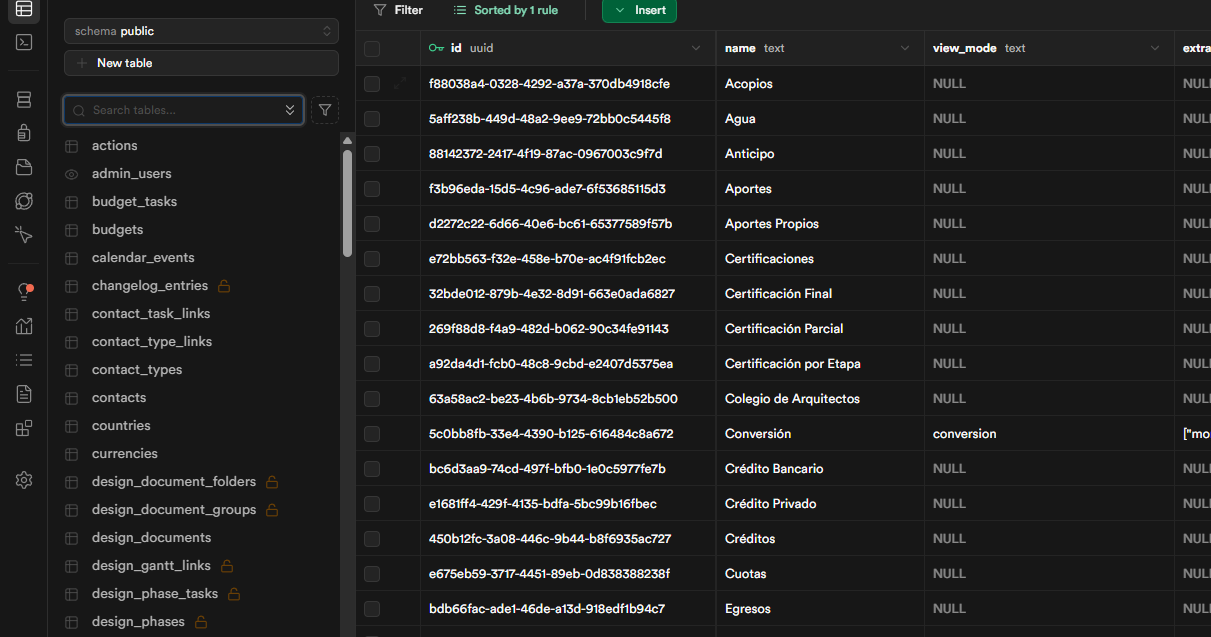 schema public
New table
Search tables...
actions
admin_users
budget_tasks
budgets
calendar_events
changelog_entries
contact_task_links
contact_type_links
contact_types
contacts
countries
currencies
design_document_folders
design_document_groups
design_documents
design_gantt_links
design_phase_tasks
design_phases
Filter Sorted by 1 rule Insert
id uuid name text view_mode text extra
f88038a4-0328-4292-a37a-370db4918cfe Acopios NULL NULL
5aff238b-449d-48a2-9ee9-72bb0c5445f8 Agua NULL NULL
88142372-2417-4f19-87ac-0967003c9f7d Anticipo NULL NULL
f3b96eda-15d5-4c96-ade7-6f53685115d3 Aportes NULL NULL
d2272c22-6d66-40e6-bc61-65377589f57b Aportes Propios NULL NULL
e72bb563-f32e-458e-b70e-ac4f91fcb2ec Certificaciones NULL NULL
32bde012-879b-4e32-8d91-663e0ada6827 Certificación Final NULL NULL
269f88d8-f4a9-482d-b062-90c34fe91143 Certificación Parcial NULL NULL
a92da4d1-fcb0-48c8-9cbd-e2407d5375ea Certificación por Etapa NULL NULL
63a58ac2-be23-4b6b-9734-8cb1eb52b500 Colegio de Arquitectos NULL NULL
5c0bb8fb-33e4-4390-b125-616484c8a672 Conversión conversion ["mo
bc6d3aa9-74cd-497f-bfb0-1e0c5977fe7b Crédito Bancario NULL NULL
e1681ff4-429f-4135-bdfa-5bc99b16fbec Crédito Privado NULL NULL
450b12fc-3a08-446c-9b44-b8f6935ac727 Créditos NULL NULL
e675eb59-3717-4451-89eb-0d838388238f Cuotas NULL NULL
bdb66fac-ade1-46de-a13d-918edf1b94c7 Egresos NULL NULL